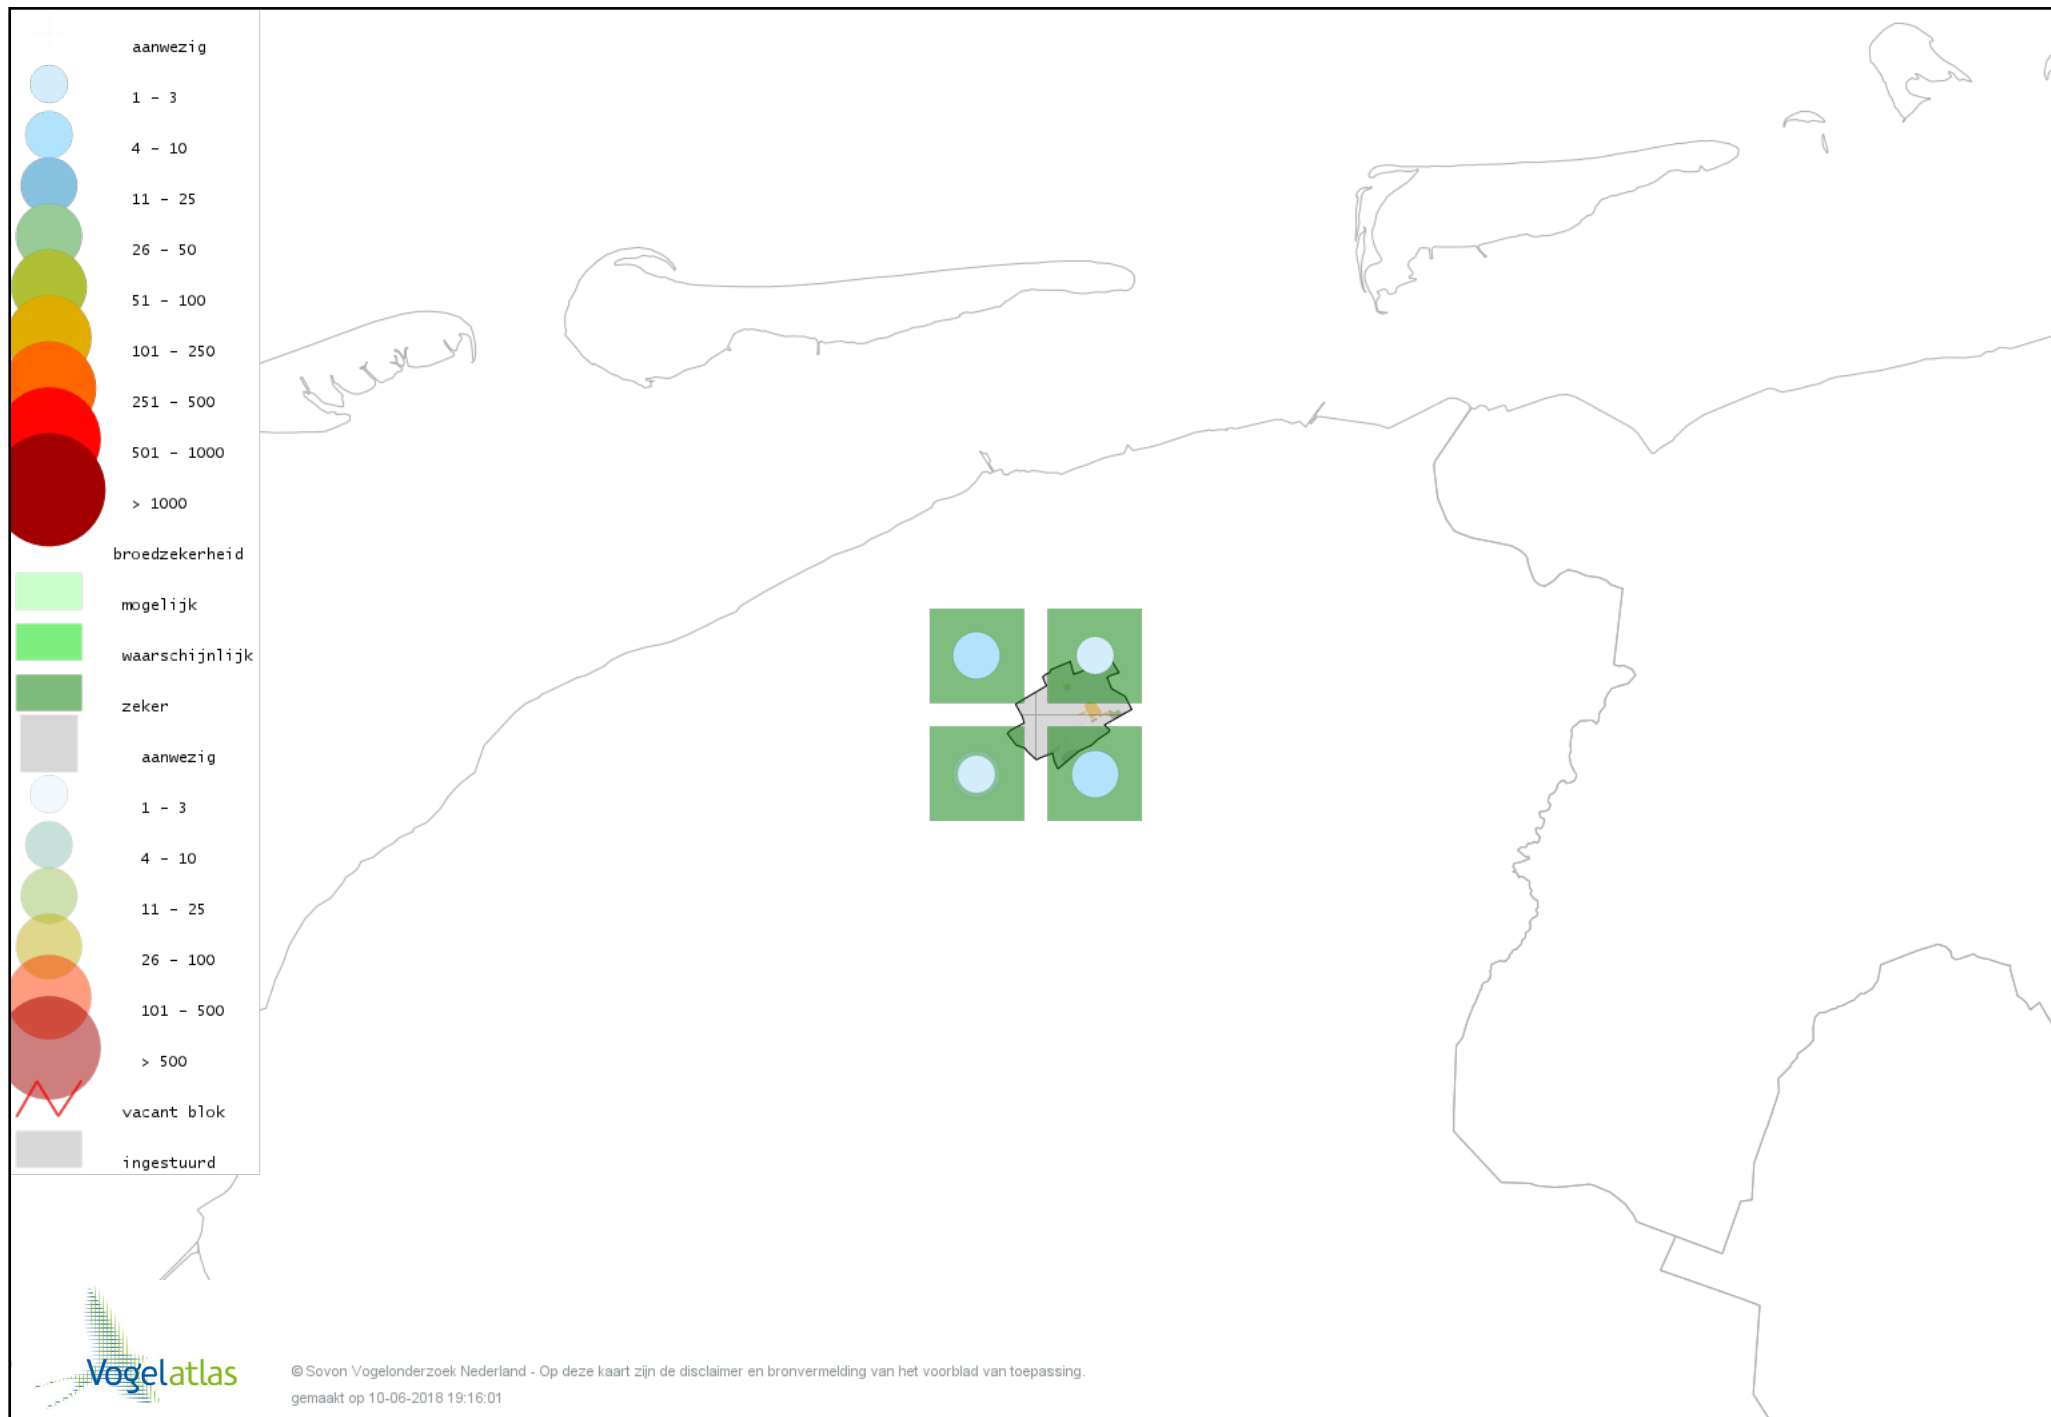 aanwezig
1 - 3
4 - 10
11 - 25
26 - 50
51 - 100
101 - 250
251 - 500
501 - 1000
> 1000
broedzekerheid
mogelijk
waarschijnlijk
zeker
aanwezig
1 - 3
4 - 10
11 - 25
26 - 100
101 - 500
> 500
vacant blok
ingestuurd
Vogelatlas
© Sovon Vogelonderzoek Nederland - Op deze kaart zijn de disclaimer en bronvermelding van het voorblad van toepassing.
gemaakt op 10-06-2018 19:16:01